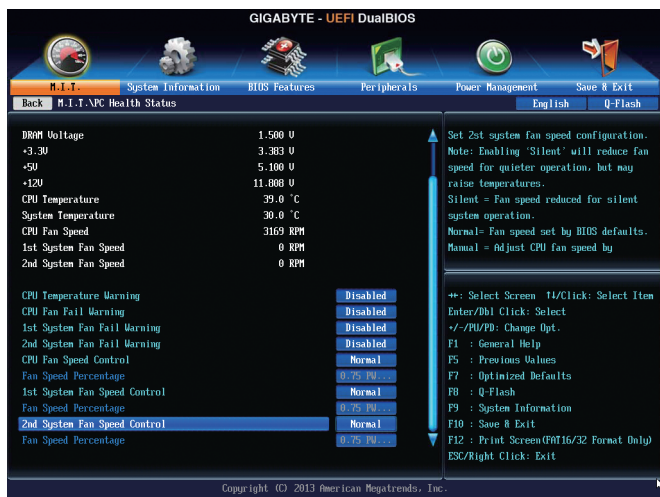 GIGABYTE - UEFI DualBIOS
M.I.T.
System Information
BIOS Features
Peripherals
Power Management
Save & Exit
Back M.I.T.\PC Health Status
English
Q-Flash
DRAM Voltage 1.500 V
+3.3V 3.383 V
+5V 5.100 V
+12V 11.808 V
CPU Temperature 39.0 °C
System Temperature 30.0 °C
CPU Fan Speed 3169 RPM
1st System Fan Speed 0 RPM
2nd System Fan Speed 0 RPM
CPU Temperature Warning Disabled
CPU Fan Fail Warning Disabled
1st System Fan Fail Warning Disabled
2nd System Fan Fail Warning Disabled
CPU Fan Speed Control Normal
Fan Speed Percentage 0.75 PW...
1st System Fan Speed Control Normal
Fan Speed Percentage 0.75 PW...
2nd System Fan Speed Control Normal
Fan Speed Percentage 0.75 PW...
Set 2st system fan speed configuration.
Note: Enabling 'Silent' will reduce fan
speed for quieter operation, but may
raise temperatures.
Silent = Fan speed reduced for silent
system operation.
Normal= Fan speed set by BIOS defaults.
Manual = Adjust CPU fan speed by
→←: Select Screen ↑↓/Click: Select Item
Enter/Dbl Click: Select
+/-/PU/PD: Change Opt.
F1 : General Help
F5 : Previous Values
F7 : Optimized Defaults
F8 : Q-Flash
F9 : System Information
F10 : Save & Exit
F12 : Print Screen(FAT16/32 Format Only)
ESC/Right Click: Exit
Copyright (C) 2013 American Megatrends, Inc.